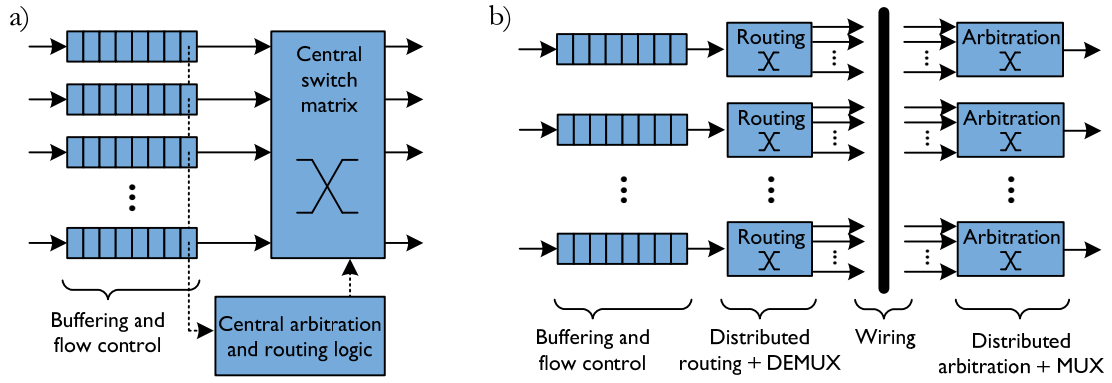 a)
Central
switch
matrix
Buffering and
flow control
Central arbitration
and routing logic
b)
Routing
Arbitration
Routing
Arbitration
Routing
Arbitration
Buffering and
flow control
Distributed
routing + DEMUX
Wiring
Distributed
arbitration + MUX